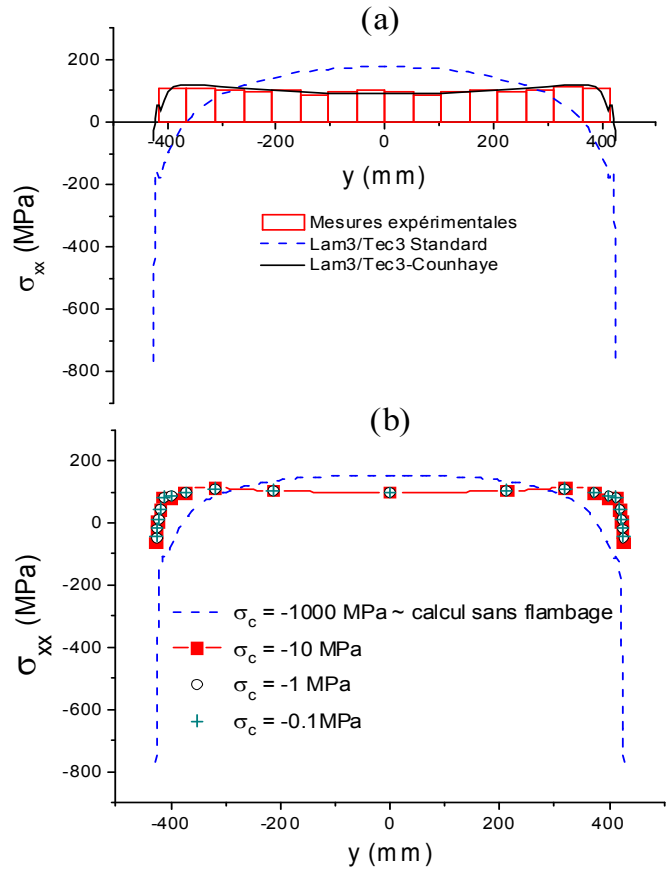 (a)
200
0
-200
-400
-600
-800
-400 -200 0 200 400
y (mm)
σxx (MPa)
Mesures expérimentales
Lam3/Tec3 Standard
Lam3/Tec3-Counhaye
(b)
200
0
-200
-400
-600
-800
σxx (MPa)
σc = -1000 MPa ~ calcul sans flambage
σc = -10 MPa
σc = -1 MPa
σc = -0.1MPa
-400 -200 0 200 400
y (mm)